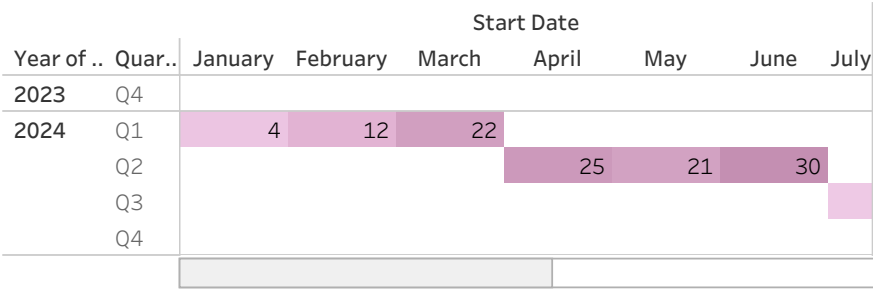 Start Date
Year of .. Quar.. January February March April May June July
2023 Q4
2024 Q1 4 12 22
Q2 25 21 30
Q3
Q4